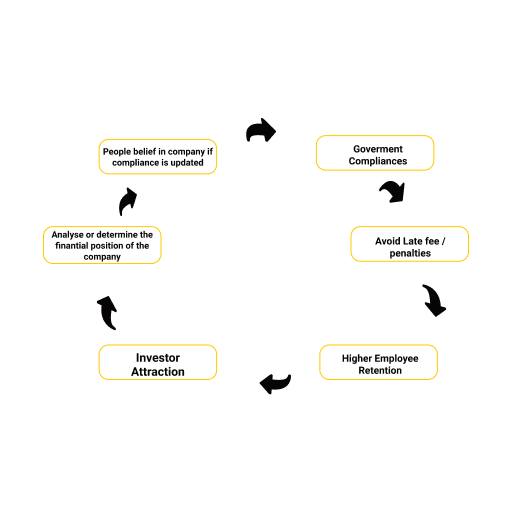 People belief in company if
compliance is updated
Goverment
Compliances
Analyse or determine the
finantial position of the
company
Avoid Late fee /
penalties
Investor
Attraction
Higher Employee
Retention